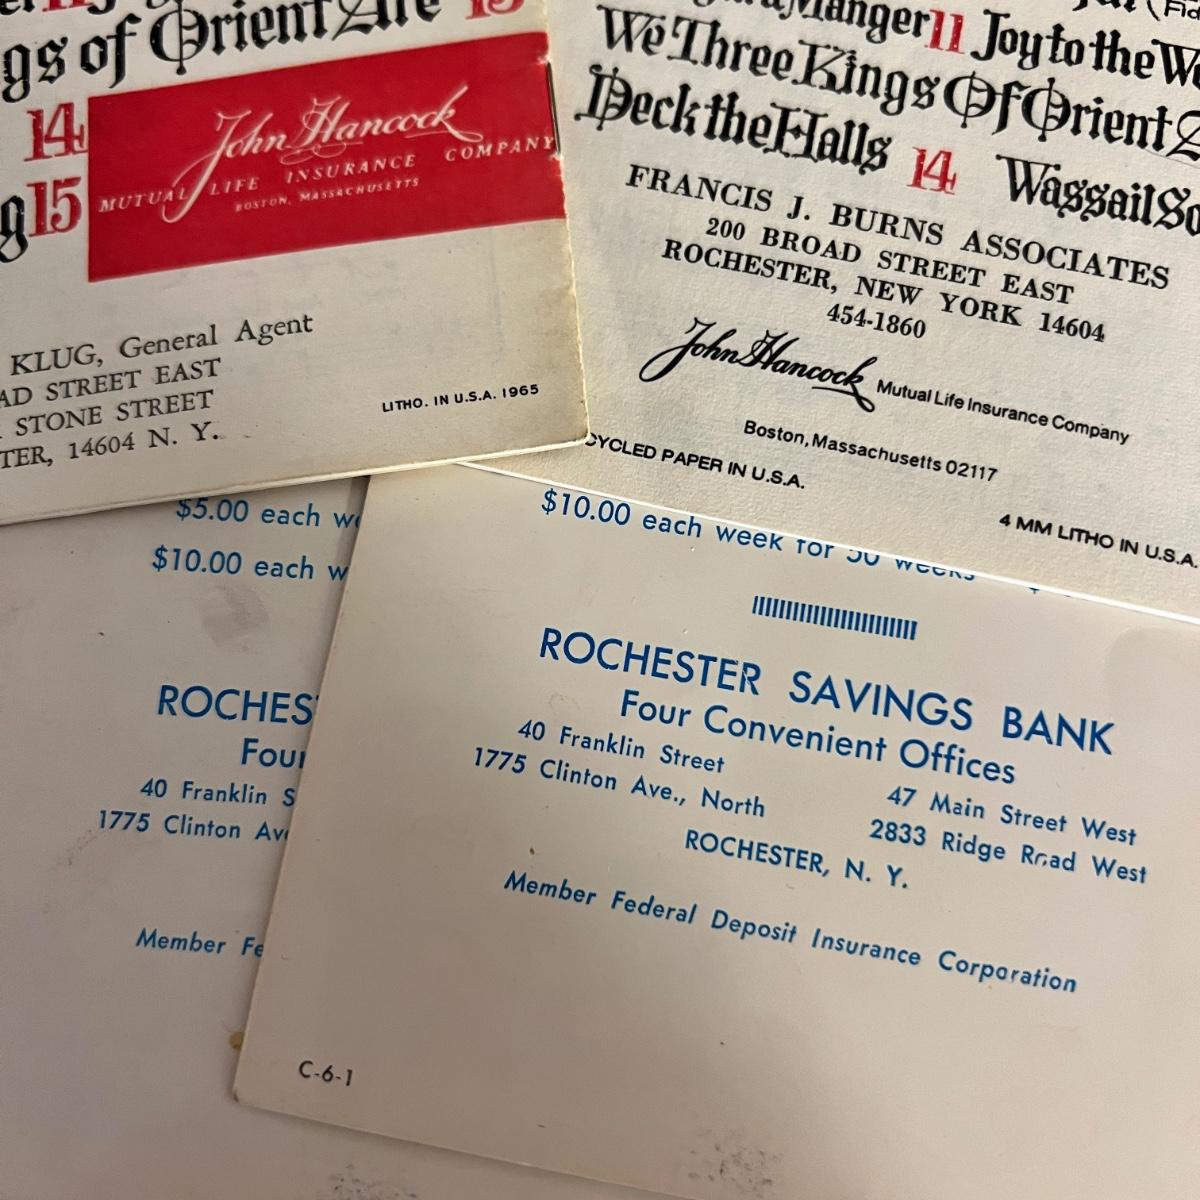 gs of Orient Are 13
14
g 15
John Hancock
MUTUAL LIFE INSURANCE COMPANY
BOSTON, MASSACHUSETTS
KLUG, General Agent
AD STREET EAST
STONE STREET
TER, 14604 N. Y.
LITHO. IN U.S.A. 1965
Manger 11 Joy to the Wo
We Three Kings Of Orient A
Deck the Halls 14 Wassail So
FRANCIS J. BURNS ASSOCIATES
200 BROAD STREET EAST
ROCHESTER, NEW YORK 14604
454-1860
John Hancock Mutual Life Insurance Company
Boston, Massachusetts 02117
CYCLED PAPER IN U.S.A.
4 MM LITHO IN U.S.A.
$5.00 each we
$10.00 each w
ROCHES
Four
40 Franklin S
1775 Clinton Av
Member Fe
$10.00 each week for 50 weeks
ROCHESTER SAVINGS BANK
Four Convenient Offices
40 Franklin Street
1775 Clinton Ave., North
47 Main Street West
2833 Ridge Road West
ROCHESTER, N. Y.
Member Federal Deposit Insurance Corporation
C-6-1